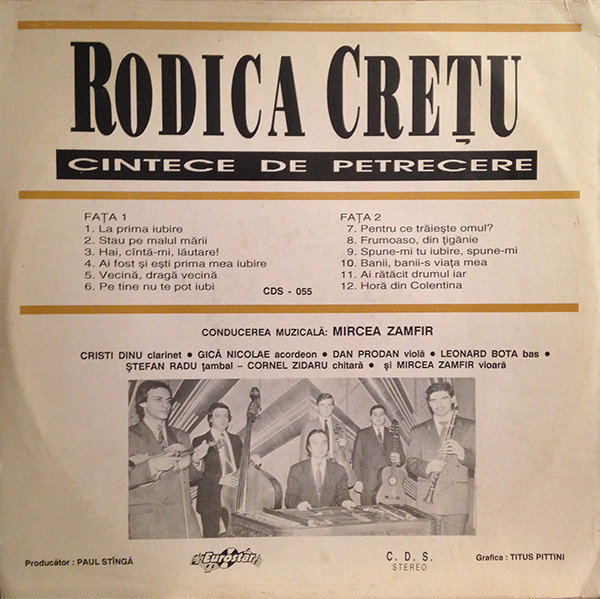 RODICA CREȚU
CINTECE DE PETRECERE
FAȚA 1
1. La prima iubire
2. Stau pe malul mării
3. Hai, cîntă-mi, lăutare!
4. Ai fost și ești prima mea iubire
5. Vecină, dragă vecină
6. Pe tine nu te pot iubi
FAȚA 2
7. Pentru ce trăiește omul?
8. Frumoaso, din țigănie
9. Spune-mi tu iubire, spune-mi
10. Banii, banii-s viața mea
11. Ai rătăcit drumul iar
12. Horă din Colentina
CDS - 055
CONDUCEREA MUZICALĂ: MIRCEA ZAMFIR
CRISTI DINU clarinet • GICĂ NICOLAE acordeon • DAN PRODAN violă • LEONARD BOTA bas •
ȘTEFAN RADU țambal – CORNEL ZIDARU chitară • și MIRCEA ZAMFIR vioară
Producător : PAUL STÎNGĂ
Eurostar
C. D. S.
STEREO
Grafica : TITUS PITTINI